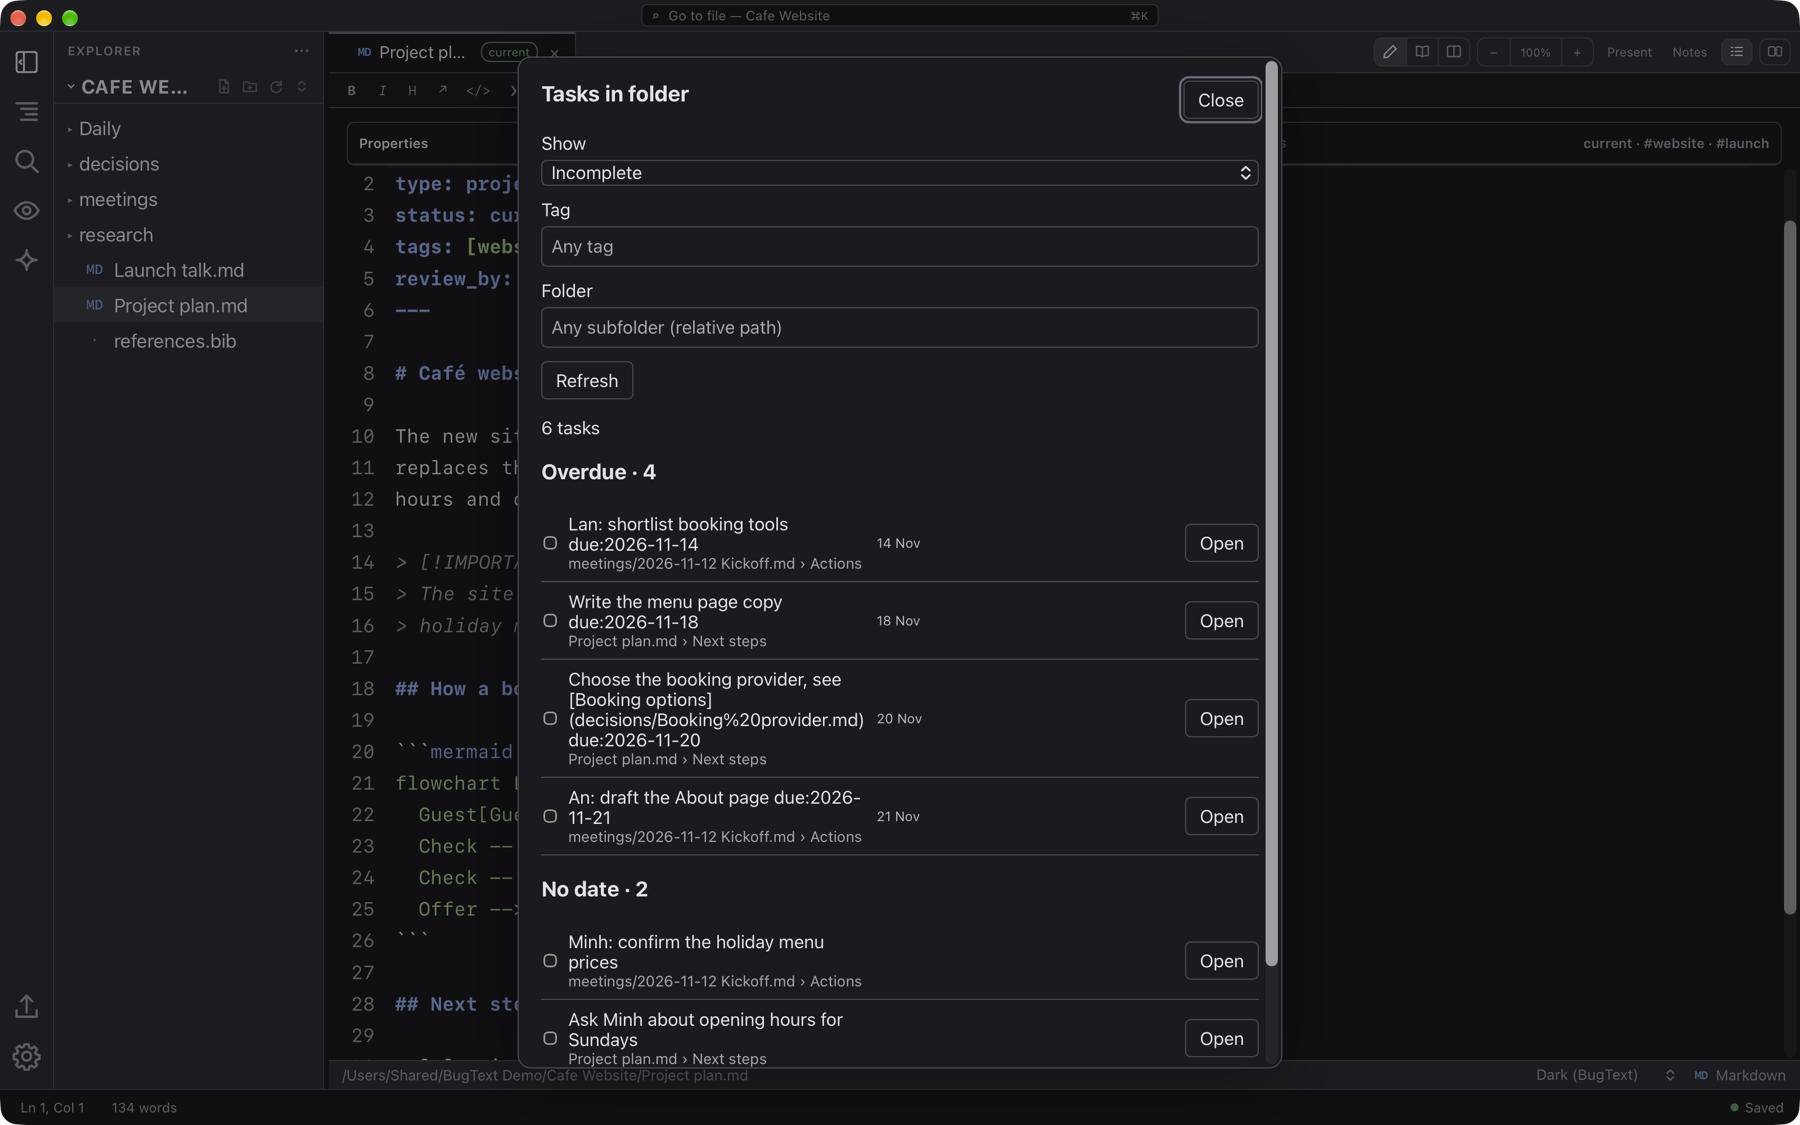 Go to file — Cafe Website
⌘K
EXPLORER
CAFE WE...
Daily
decisions
meetings
research
MD Launch talk.md
MD Project plan.md
references.bib
MD Project pl... current ×
B I H ↗ </>
100%
Present
Notes
Properties
current · #website · #launch
2 type: proje
3 status: cu
4 tags: [webs
5 review_by:
6 ---
7
8 # Café webs
9
10 The new sit
11 replaces th
12 hours and
13
14 > [!IMPORTA
15 > The site
16 > holiday
17
18 ## How a bo
19
20 ```mermaid
21 flowchart
22 Guest[Gue
23 Check --
24 Check --
25 Offer -->
26 ```
27
28 ## Next ste
29
Tasks in folder
Close
Show
Incomplete
Tag
Any tag
Folder
Any subfolder (relative path)
Refresh
6 tasks
Overdue · 4
Lan: shortlist booking tools
due:2026-11-14
meetings/2026-11-12 Kickoff.md › Actions
14 Nov
Open
Write the menu page copy
due:2026-11-18
Project plan.md › Next steps
18 Nov
Open
Choose the booking provider, see
[Booking options]
(decisions/Booking%20provider.md)
due:2026-11-20
Project plan.md › Next steps
20 Nov
Open
An: draft the About page due:2026-
11-21
meetings/2026-11-12 Kickoff.md › Actions
21 Nov
Open
No date · 2
Minh: confirm the holiday menu
prices
meetings/2026-11-12 Kickoff.md › Actions
Open
Ask Minh about opening hours for
Sundays
Project plan.md › Next steps
Open
/Users/Shared/BugText Demo/Cafe Website/Project plan.md
Dark (BugText)
MD Markdown
Ln 1, Col 1
134 words
Saved